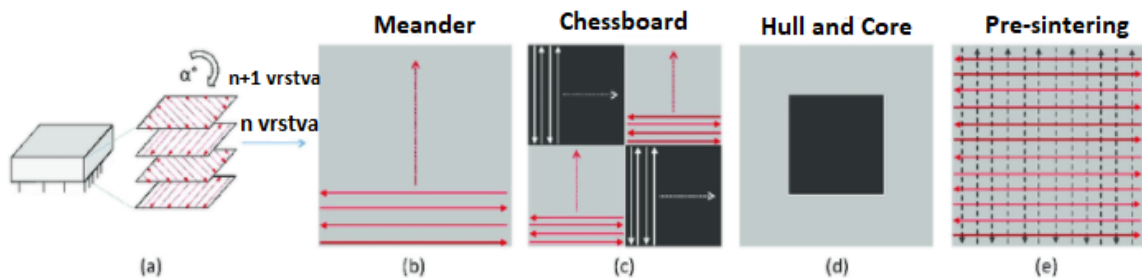 Meander
Chessboard
Hull and Core
Pre-sintering
α°
n+1 vrstva
n vrstva
(a)
(b)
(c)
(d)
(e)